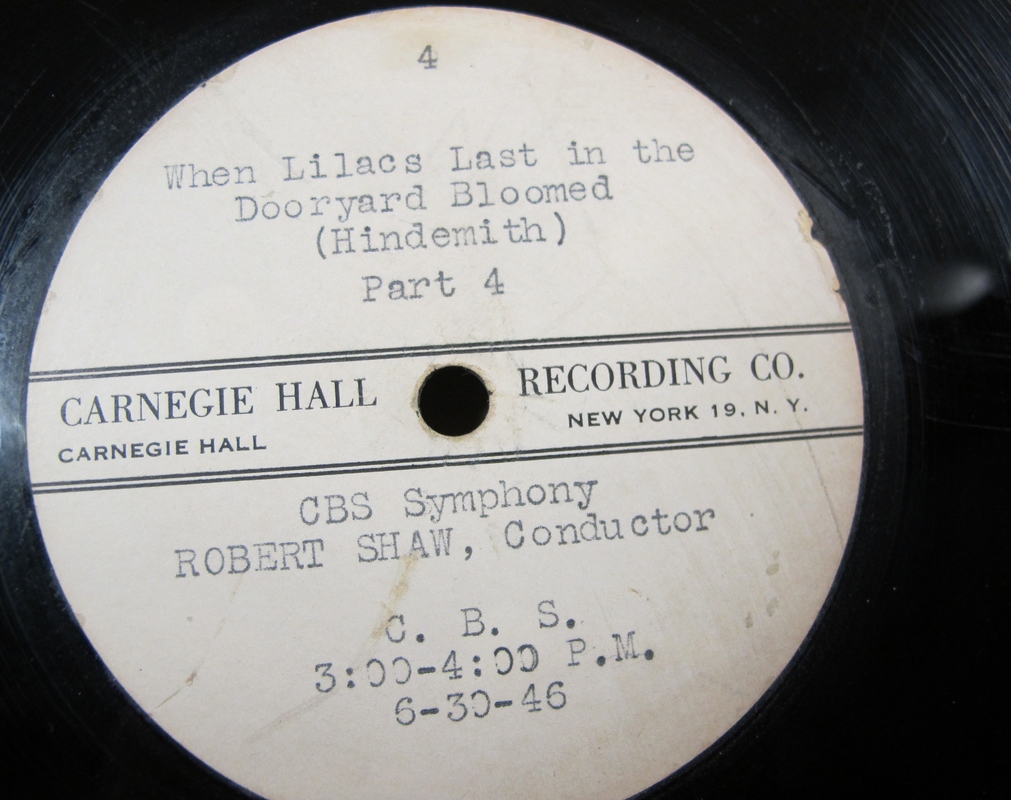 4
When Lilacs Last in the
Dooryard Bloomed
(Hindemith)
Part 4
CARNEGIE HALL RECORDING CO.
CARNEGIE HALL NEW YORK 19, N. Y.
CBS Symphony
ROBERT SHAW, Conductor
C. B. S.
3:00-4:00 P.M.
6-30-46